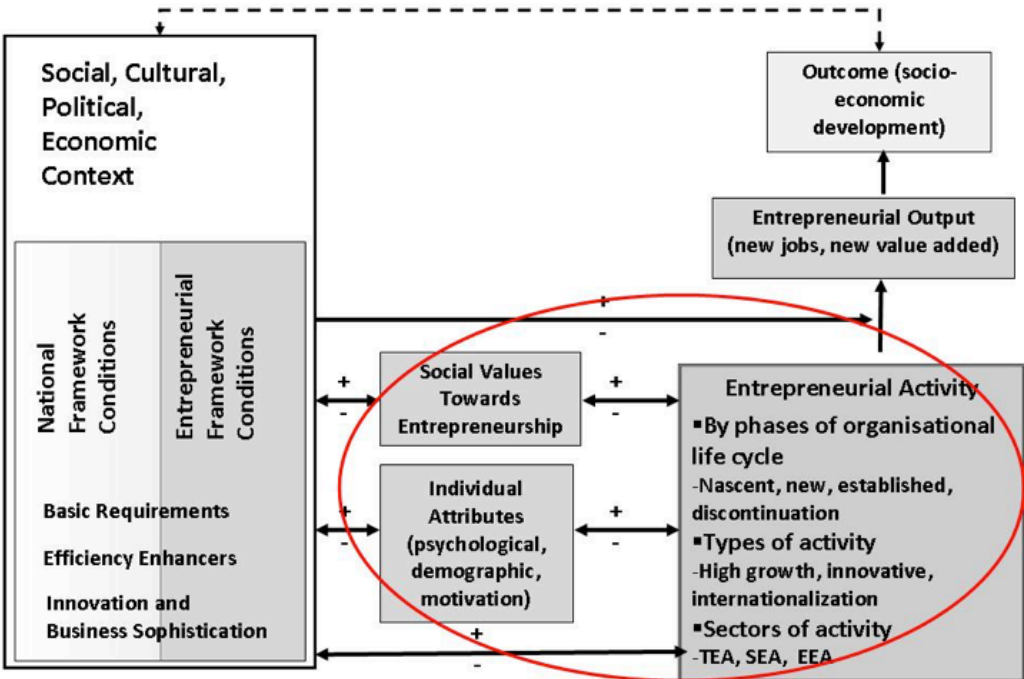 Social, Cultural,
Political,
Economic
Context
National
Framework
Conditions
Entrepreneurial
Framework
Conditions
Basic Requirements
Efficiency Enhancers
Innovation and
Business Sophistication
Outcome (socio-
economic
development)
Entrepreneurial Output
(new jobs, new value added)
+
-
+
-
Social Values
Towards
Entrepreneurship
+
-
+
-
Individual
Attributes
(psychological,
demographic,
motivation)
+
-
+
-
Entrepreneurial Activity
▪By phases of organisational
life cycle
-Nascent, new, established,
discontinuation
▪Types of activity
-High growth, innovative,
internationalization
▪Sectors of activity
-TEA, SEA, EEA